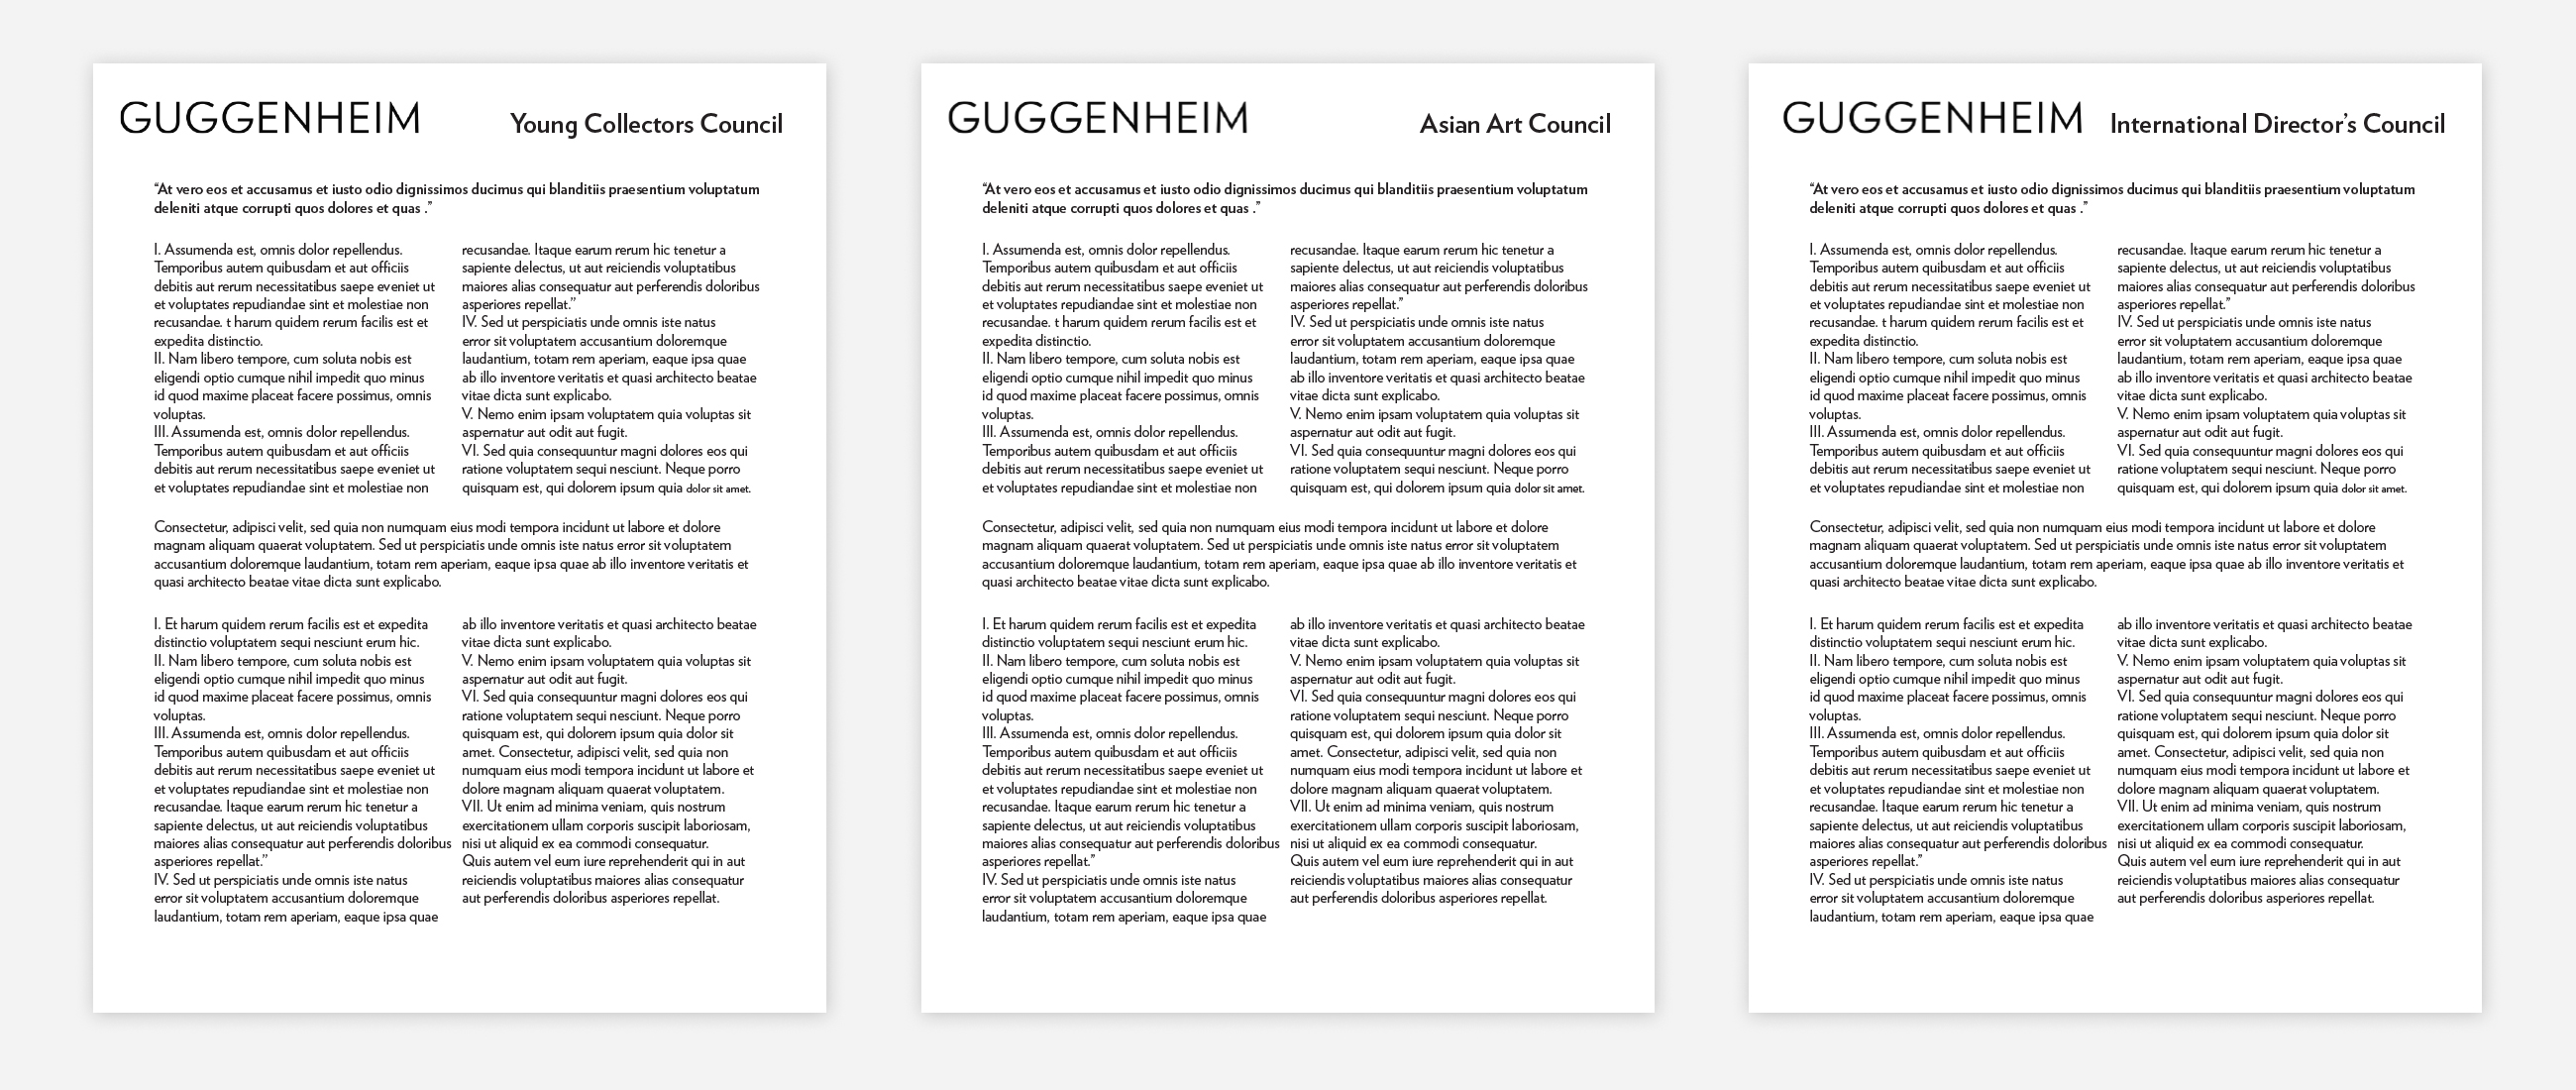 GUGGENHEIM Young Collectors Council
“At vero eos et accusamus et iusto odio dignissimos ducimus qui blanditiis praesentium voluptatum
deleniti atque corrupti quos dolores et quas .”
I. Assumenda est, omnis dolor repellendus.
Temporibus autem quibusdam et aut officiis
debitis aut rerum necessitatibus saepe eveniet ut
et voluptates repudiandae sint et molestiae non
recusandae. t harum quidem rerum facilis est et
expedita distinctio.
II. Nam libero tempore, cum soluta nobis est
eligendi optio cumque nihil impedit quo minus
id quod maxime placeat facere possimus, omnis
voluptas.
III. Assumenda est, omnis dolor repellendus.
Temporibus autem quibusdam et aut officiis
debitis aut rerum necessitatibus saepe eveniet ut
et voluptates repudiandae sint et molestiae non
recusandae. Itaque earum rerum hic tenetur a
sapiente delectus, ut aut reiciendis voluptatibus
maiores alias consequatur aut perferendis doloribus
asperiores repellat.”
IV. Sed ut perspiciatis unde omnis iste natus
error sit voluptatem accusantium doloremque
laudantium, totam rem aperiam, eaque ipsa quae
ab illo inventore veritatis et quasi architecto beatae
vitae dicta sunt explicabo.
V. Nemo enim ipsam voluptatem quia voluptas sit
aspernatur aut odit aut fugit.
VI. Sed quia consequuntur magni dolores eos qui
ratione voluptatem sequi nesciunt. Neque porro
quisquam est, qui dolorem ipsum quia dolor sit amet.
Consectetur, adipisci velit, sed quia non numquam eius modi tempora incidunt ut labore et dolore
magnam aliquam quaerat voluptatem. Sed ut perspiciatis unde omnis iste natus error sit voluptatem
accusantium doloremque laudantium, totam rem aperiam, eaque ipsa quae ab illo inventore veritatis et
quasi architecto beatae vitae dicta sunt explicabo.
I. Et harum quidem rerum facilis est et expedita
distinctio voluptatem sequi nesciunt erum hic.
II. Nam libero tempore, cum soluta nobis est
eligendi optio cumque nihil impedit quo minus
id quod maxime placeat facere possimus, omnis
voluptas.
III. Assumenda est, omnis dolor repellendus.
Temporibus autem quibusdam et aut officiis
debitis aut rerum necessitatibus saepe eveniet ut
et voluptates repudiandae sint et molestiae non
recusandae. Itaque earum rerum hic tenetur a
sapiente delectus, ut aut reiciendis voluptatibus
maiores alias consequatur aut perferendis doloribus
asperiores repellat.”
IV. Sed ut perspiciatis unde omnis iste natus
error sit voluptatem accusantium doloremque
laudantium, totam rem aperiam, eaque ipsa quae
ab illo inventore veritatis et quasi architecto beatae
vitae dicta sunt explicabo.
V. Nemo enim ipsam voluptatem quia voluptas sit
aspernatur aut odit aut fugit.
VI. Sed quia consequuntur magni dolores eos qui
ratione voluptatem sequi nesciunt. Neque porro
quisquam est, qui dolorem ipsum quia dolor sit
amet. Consectetur, adipisci velit, sed quia non
numquam eius modi tempora incidunt ut labore et
dolore magnam aliquam quaerat voluptatem.
VII. Ut enim ad minima veniam, quis nostrum
exercitationem ullam corporis suscipit laboriosam,
nisi ut aliquid ex ea commodi consequatur.
Quis autem vel eum iure reprehenderit qui in aut
reiciendis voluptatibus maiores alias consequatur
aut perferendis doloribus asperiores repellat.
GUGGENHEIM Asian Art Council
“At vero eos et accusamus et iusto odio dignissimos ducimus qui blanditiis praesentium voluptatum
deleniti atque corrupti quos dolores et quas .”
I. Assumenda est, omnis dolor repellendus.
Temporibus autem quibusdam et aut officiis
debitis aut rerum necessitatibus saepe eveniet ut
et voluptates repudiandae sint et molestiae non
recusandae. t harum quidem rerum facilis est et
expedita distinctio.
II. Nam libero tempore, cum soluta nobis est
eligendi optio cumque nihil impedit quo minus
id quod maxime placeat facere possimus, omnis
voluptas.
III. Assumenda est, omnis dolor repellendus.
Temporibus autem quibusdam et aut officiis
debitis aut rerum necessitatibus saepe eveniet ut
et voluptates repudiandae sint et molestiae non
recusandae. Itaque earum rerum hic tenetur a
sapiente delectus, ut aut reiciendis voluptatibus
maiores alias consequatur aut perferendis doloribus
asperiores repellat.”
IV. Sed ut perspiciatis unde omnis iste natus
error sit voluptatem accusantium doloremque
laudantium, totam rem aperiam, eaque ipsa quae
ab illo inventore veritatis et quasi architecto beatae
vitae dicta sunt explicabo.
V. Nemo enim ipsam voluptatem quia voluptas sit
aspernatur aut odit aut fugit.
VI. Sed quia consequuntur magni dolores eos qui
ratione voluptatem sequi nesciunt. Neque porro
quisquam est, qui dolorem ipsum quia dolor sit amet.
Consectetur, adipisci velit, sed quia non numquam eius modi tempora incidunt ut labore et dolore
magnam aliquam quaerat voluptatem. Sed ut perspiciatis unde omnis iste natus error sit voluptatem
accusantium doloremque laudantium, totam rem aperiam, eaque ipsa quae ab illo inventore veritatis et
quasi architecto beatae vitae dicta sunt explicabo.
I. Et harum quidem rerum facilis est et expedita
distinctio voluptatem sequi nesciunt erum hic.
II. Nam libero tempore, cum soluta nobis est
eligendi optio cumque nihil impedit quo minus
id quod maxime placeat facere possimus, omnis
voluptas.
III. Assumenda est, omnis dolor repellendus.
Temporibus autem quibusdam et aut officiis
debitis aut rerum necessitatibus saepe eveniet ut
et voluptates repudiandae sint et molestiae non
recusandae. Itaque earum rerum hic tenetur a
sapiente delectus, ut aut reiciendis voluptatibus
maiores alias consequatur aut perferendis doloribus
asperiores repellat.”
IV. Sed ut perspiciatis unde omnis iste natus
error sit voluptatem accusantium doloremque
laudantium, totam rem aperiam, eaque ipsa quae
ab illo inventore veritatis et quasi architecto beatae
vitae dicta sunt explicabo.
V. Nemo enim ipsam voluptatem quia voluptas sit
aspernatur aut odit aut fugit.
VI. Sed quia consequuntur magni dolores eos qui
ratione voluptatem sequi nesciunt. Neque porro
quisquam est, qui dolorem ipsum quia dolor sit
amet. Consectetur, adipisci velit, sed quia non
numquam eius modi tempora incidunt ut labore et
dolore magnam aliquam quaerat voluptatem.
VII. Ut enim ad minima veniam, quis nostrum
exercitationem ullam corporis suscipit laboriosam,
nisi ut aliquid ex ea commodi consequatur.
Quis autem vel eum iure reprehenderit qui in aut
reiciendis voluptatibus maiores alias consequatur
aut perferendis doloribus asperiores repellat.
GUGGENHEIM International Director’s Council
“At vero eos et accusamus et iusto odio dignissimos ducimus qui blanditiis praesentium voluptatum
deleniti atque corrupti quos dolores et quas .”
I. Assumenda est, omnis dolor repellendus.
Temporibus autem quibusdam et aut officiis
debitis aut rerum necessitatibus saepe eveniet ut
et voluptates repudiandae sint et molestiae non
recusandae. t harum quidem rerum facilis est et
expedita distinctio.
II. Nam libero tempore, cum soluta nobis est
eligendi optio cumque nihil impedit quo minus
id quod maxime placeat facere possimus, omnis
voluptas.
III. Assumenda est, omnis dolor repellendus.
Temporibus autem quibusdam et aut officiis
debitis aut rerum necessitatibus saepe eveniet ut
et voluptates repudiandae sint et molestiae non
recusandae. Itaque earum rerum hic tenetur a
sapiente delectus, ut aut reiciendis voluptatibus
maiores alias consequatur aut perferendis doloribus
asperiores repellat.”
IV. Sed ut perspiciatis unde omnis iste natus
error sit voluptatem accusantium doloremque
laudantium, totam rem aperiam, eaque ipsa quae
ab illo inventore veritatis et quasi architecto beatae
vitae dicta sunt explicabo.
V. Nemo enim ipsam voluptatem quia voluptas sit
aspernatur aut odit aut fugit.
VI. Sed quia consequuntur magni dolores eos qui
ratione voluptatem sequi nesciunt. Neque porro
quisquam est, qui dolorem ipsum quia dolor sit amet.
Consectetur, adipisci velit, sed quia non numquam eius modi tempora incidunt ut labore et dolore
magnam aliquam quaerat voluptatem. Sed ut perspiciatis unde omnis iste natus error sit voluptatem
accusantium doloremque laudantium, totam rem aperiam, eaque ipsa quae ab illo inventore veritatis et
quasi architecto beatae vitae dicta sunt explicabo.
I. Et harum quidem rerum facilis est et expedita
distinctio voluptatem sequi nesciunt erum hic.
II. Nam libero tempore, cum soluta nobis est
eligendi optio cumque nihil impedit quo minus
id quod maxime placeat facere possimus, omnis
voluptas.
III. Assumenda est, omnis dolor repellendus.
Temporibus autem quibusdam et aut officiis
debitis aut rerum necessitatibus saepe eveniet ut
et voluptates repudiandae sint et molestiae non
recusandae. Itaque earum rerum hic tenetur a
sapiente delectus, ut aut reiciendis voluptatibus
maiores alias consequatur aut perferendis doloribus
asperiores repellat.”
IV. Sed ut perspiciatis unde omnis iste natus
error sit voluptatem accusantium doloremque
laudantium, totam rem aperiam, eaque ipsa quae
ab illo inventore veritatis et quasi architecto beatae
vitae dicta sunt explicabo.
V. Nemo enim ipsam voluptatem quia voluptas sit
aspernatur aut odit aut fugit.
VI. Sed quia consequuntur magni dolores eos qui
ratione voluptatem sequi nesciunt. Neque porro
quisquam est, qui dolorem ipsum quia dolor sit
amet. Consectetur, adipisci velit, sed quia non
numquam eius modi tempora incidunt ut labore et
dolore magnam aliquam quaerat voluptatem.
VII. Ut enim ad minima veniam, quis nostrum
exercitationem ullam corporis suscipit laboriosam,
nisi ut aliquid ex ea commodi consequatur.
Quis autem vel eum iure reprehenderit qui in aut
reiciendis voluptatibus maiores alias consequatur
aut perferendis doloribus asperiores repellat.